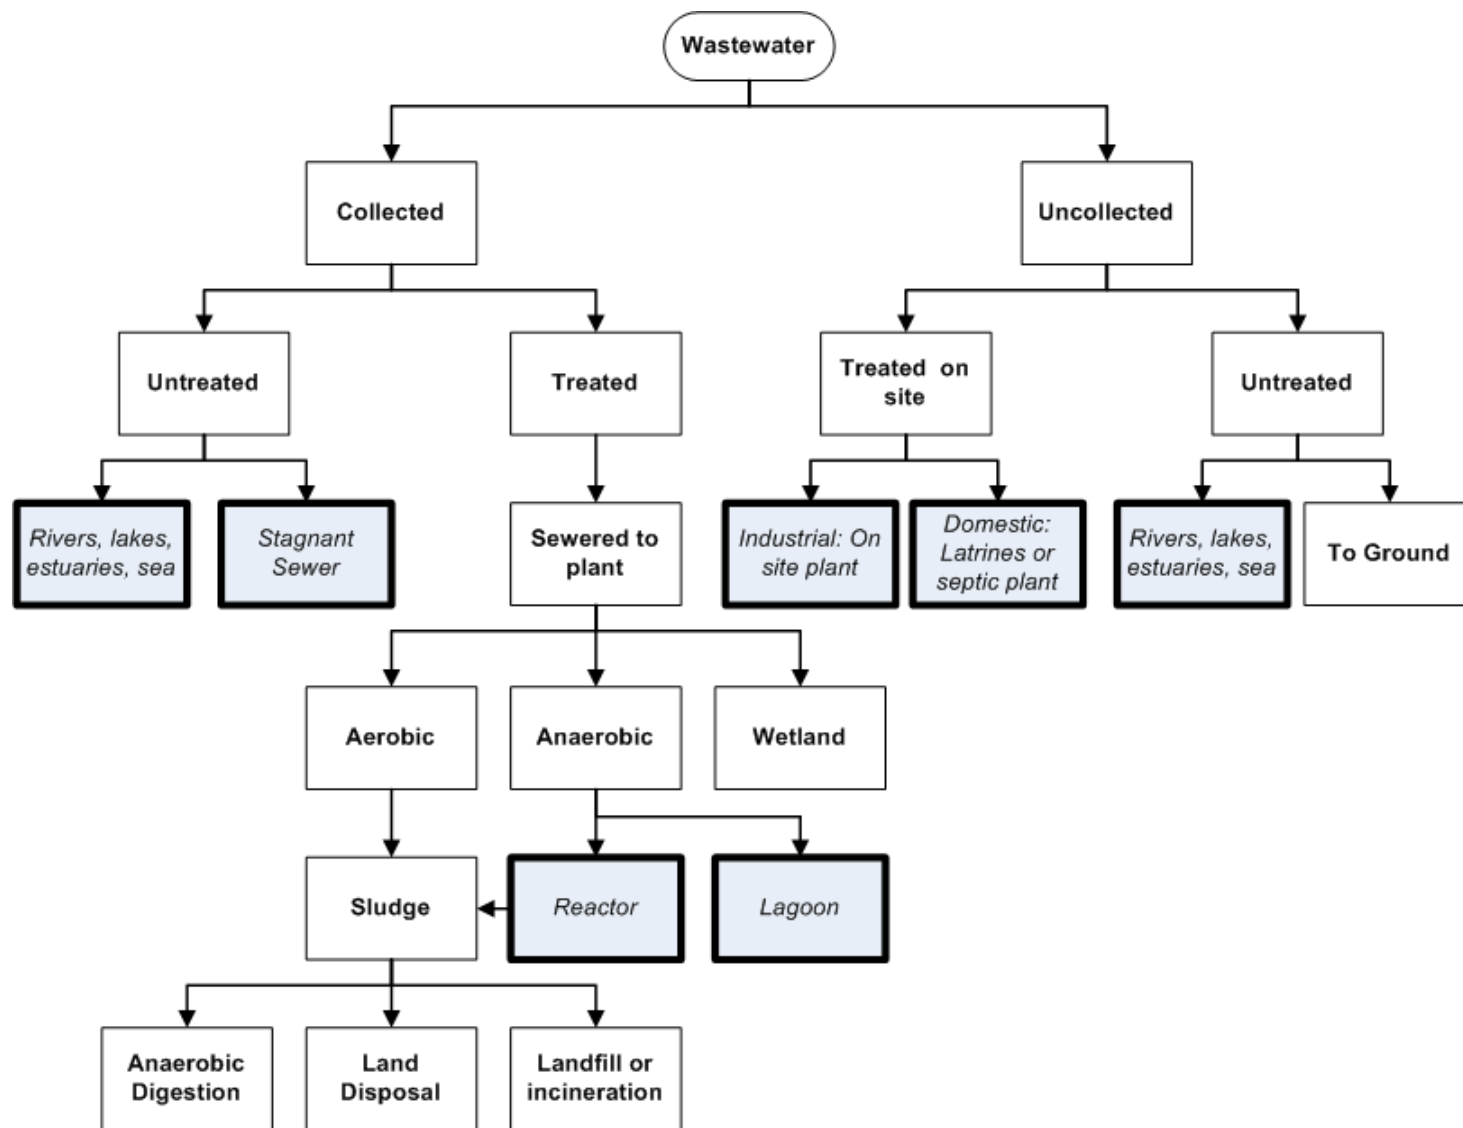 Wastewater
Collected
Uncollected
Untreated
Treated
Treated on
site
Untreated
Rivers, lakes,
estuaries, sea
Stagnant
Sewer
Sewered to
plant
Industrial: On
site plant
Domestic:
Latrines or
septic plant
Rivers, lakes,
estuaries, sea
To Ground
Aerobic
Anaerobic
Wetland
Sludge
Reactor
Lagoon
Anaerobic
Digestion
Land
Disposal
Landfill or
incineration